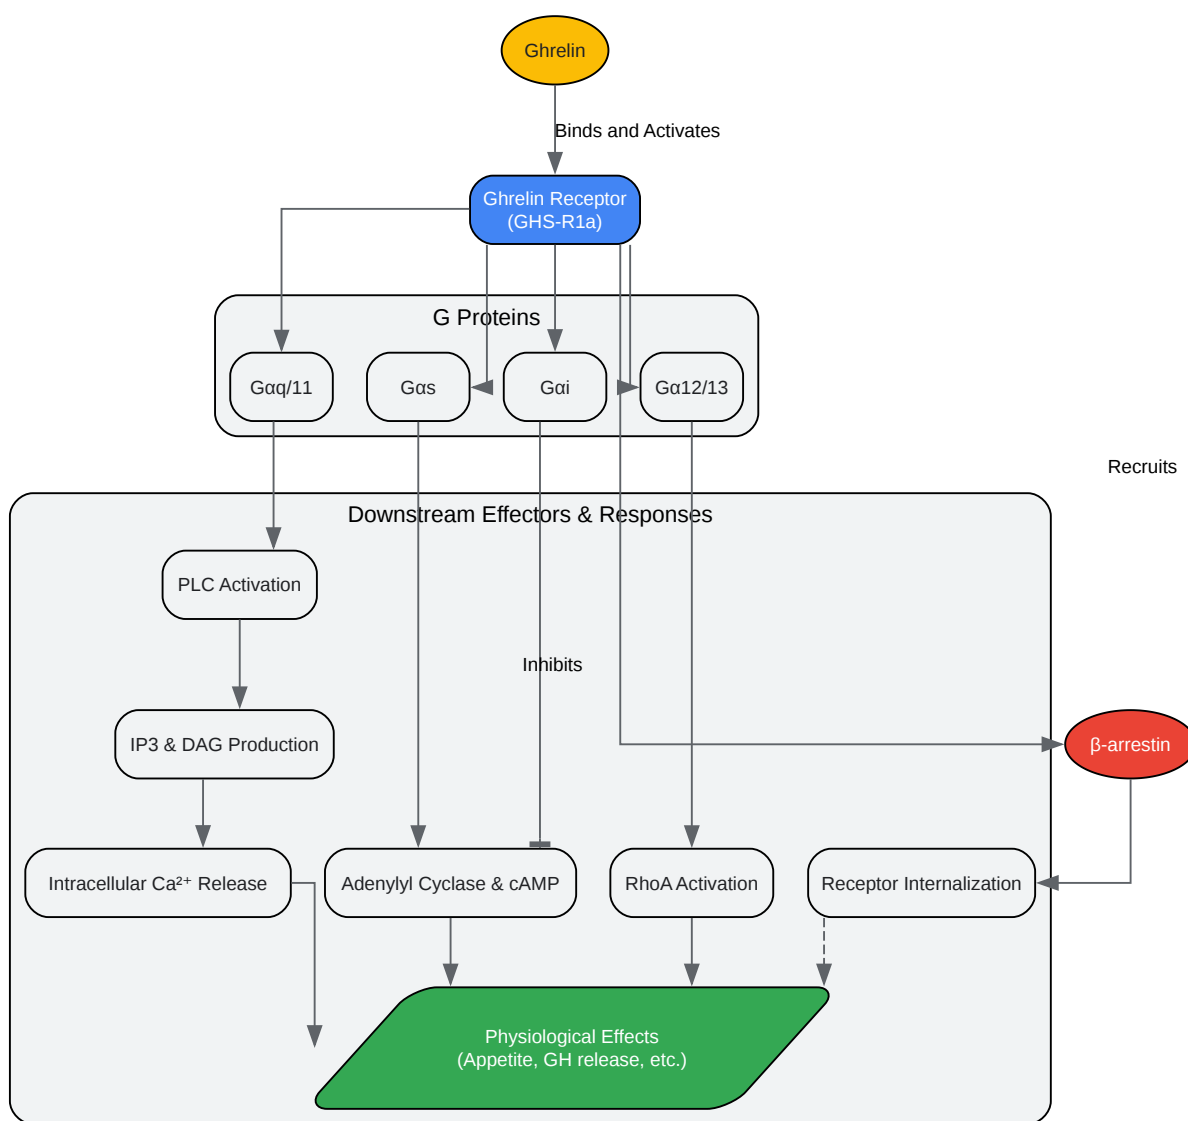 Ghrelin
Binds and Activates
Ghrelin Receptor
(GHS-R1a)
G Proteins
Gαq/11
Gαs
Gαi
Gα12/13
Recruits
Downstream Effectors & Responses
PLC Activation
Inhibits
IP3 & DAG Production
β-arrestin
Intracellular Ca²⁺ Release
Adenylyl Cyclase & cAMP
RhoA Activation
Receptor Internalization
Physiological Effects
(Appetite, GH release, etc.)